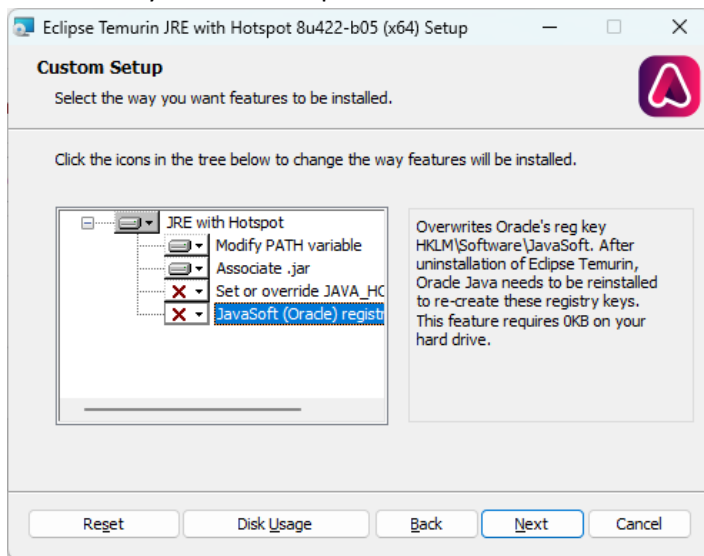 Eclipse Temurin JRE with Hotspot 8u422-b05 (x64) Setup
Custom Setup
Select the way you want features to be installed.
Click the icons in the tree below to change the way features will be installed.
JRE with Hotspot
Modify PATH variable
Associate .jar
Set or override JAVA_HO
JavaSoft (Oracle) registr
Overwrites Oracle's reg key
HKLM\Software\JavaSoft. After
uninstallation of Eclipse Temurin,
Oracle Java needs to be reinstalled
to re-create these registry keys.
This feature requires 0KB on your
hard drive.
Reset
Disk Usage
Back
Next
Cancel